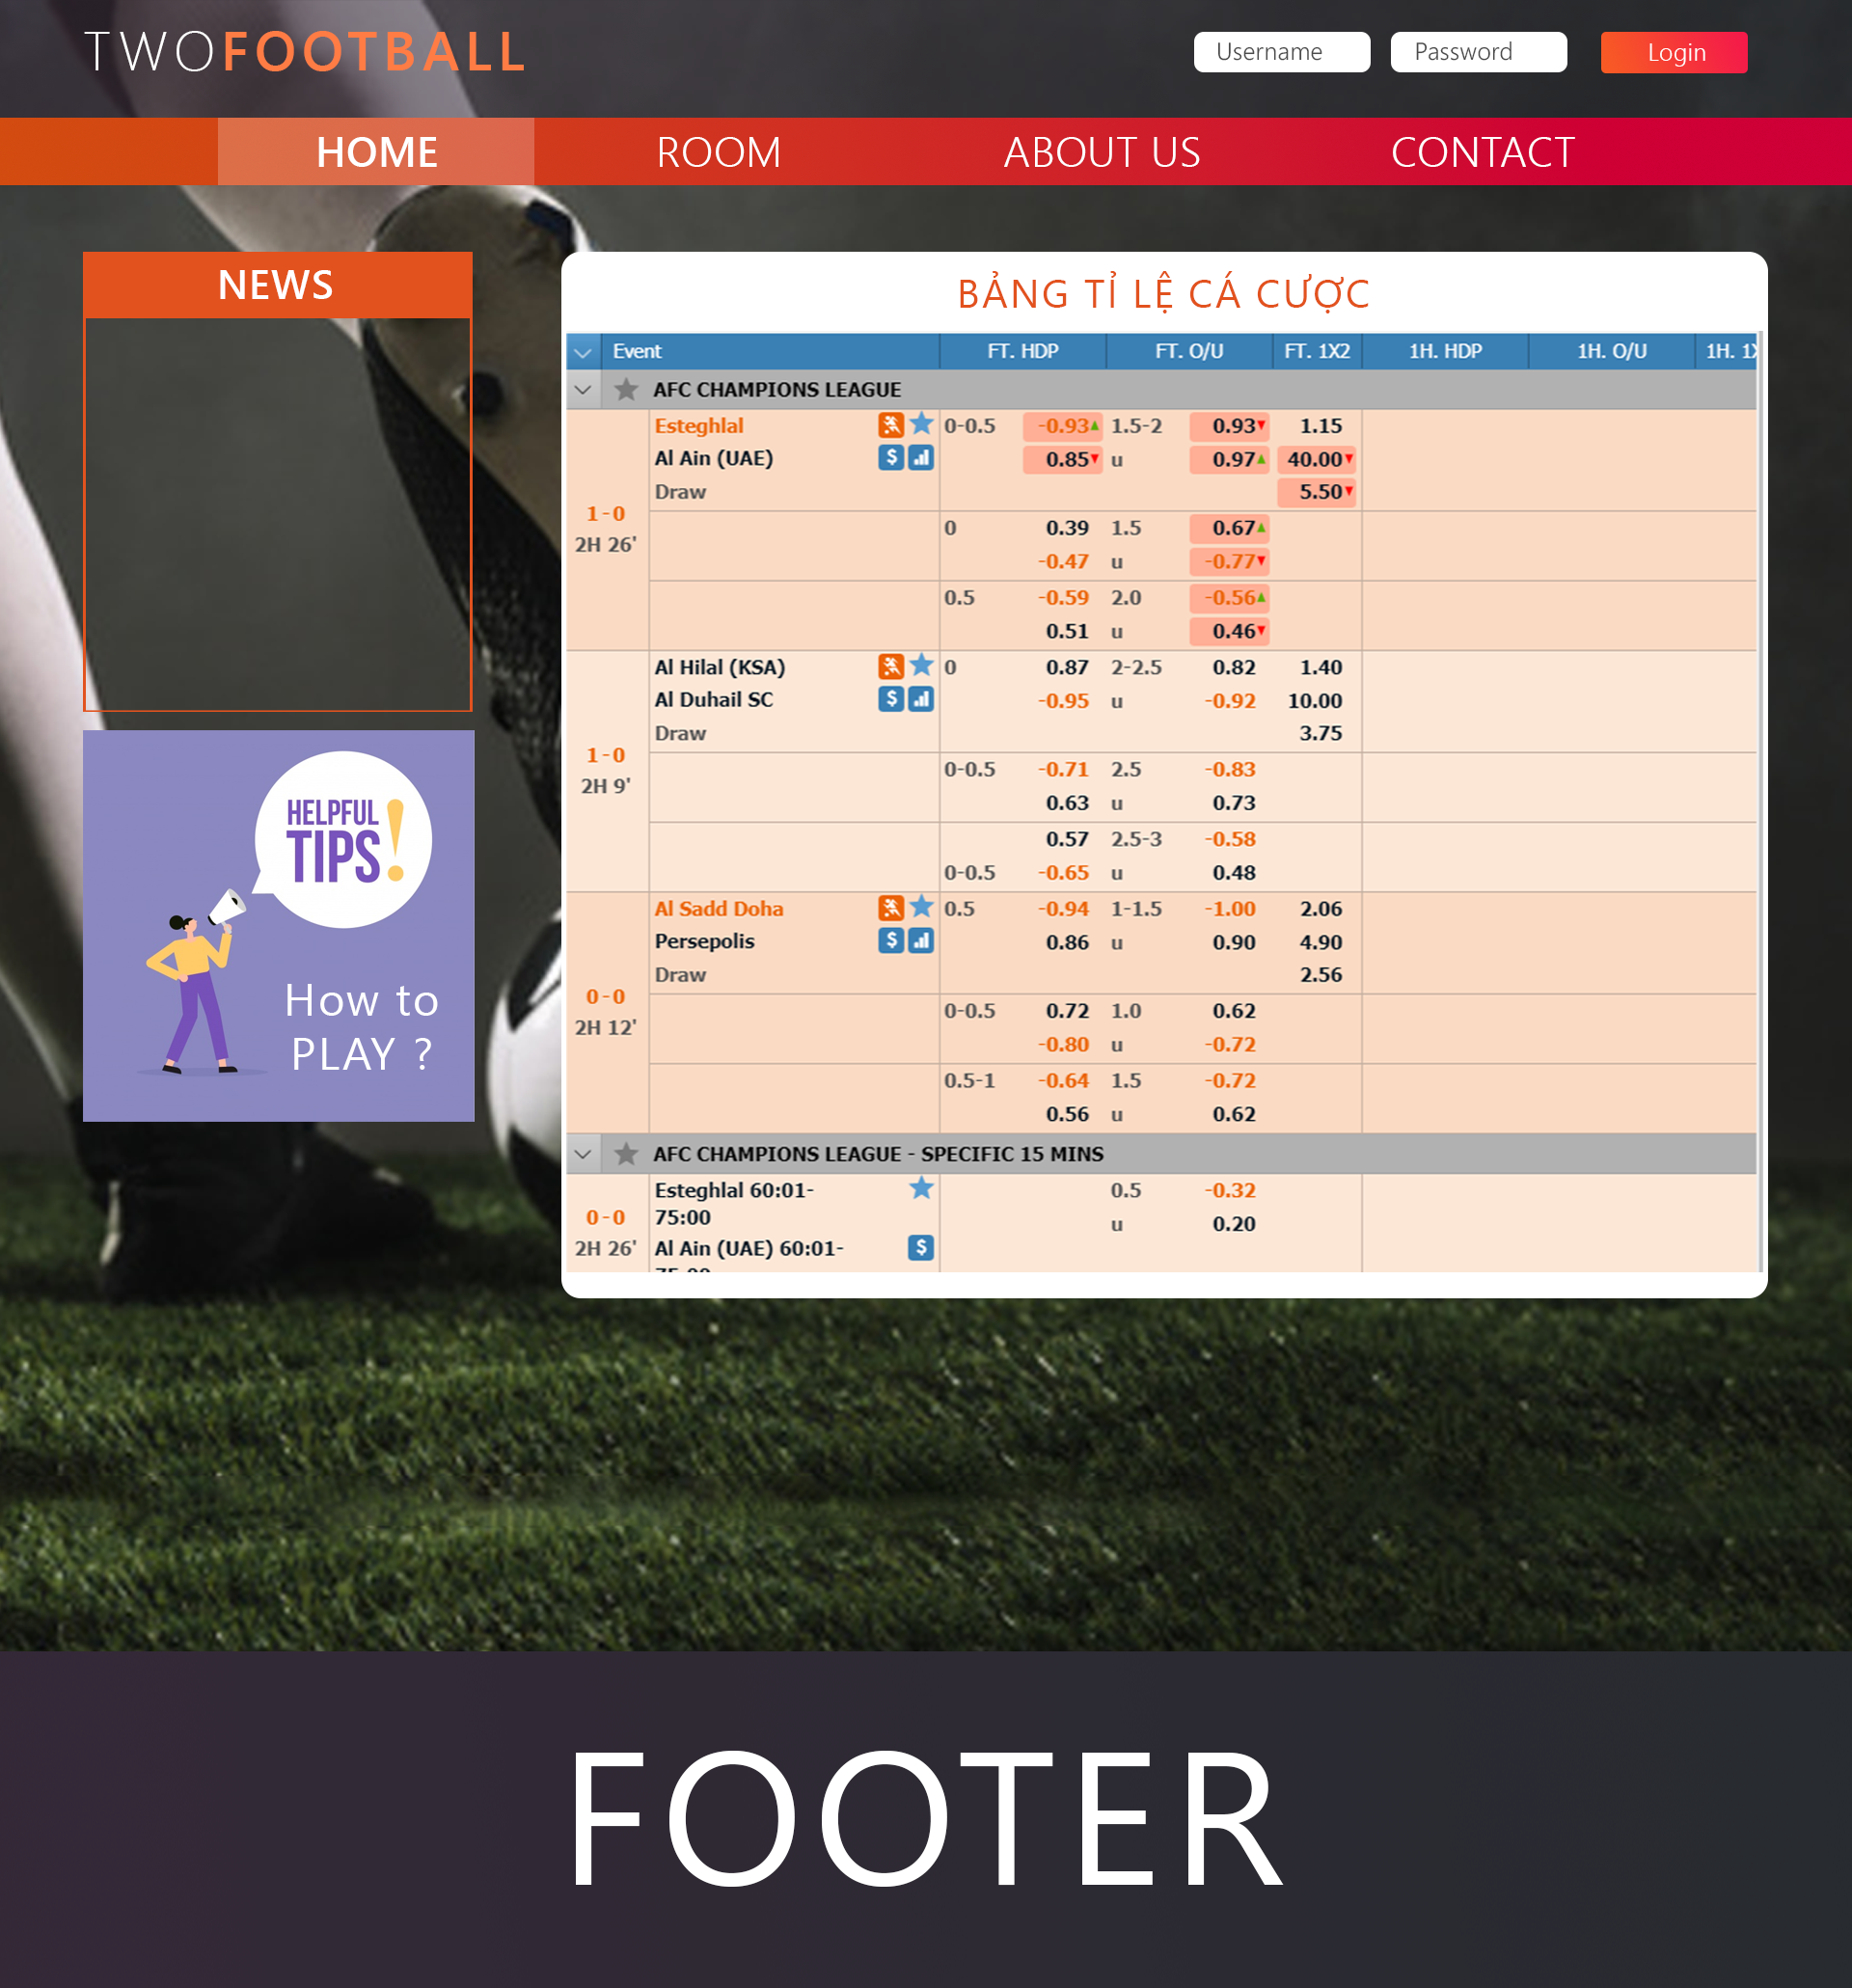 TWOFOOTBALL
Username Password Login
HOME ROOM ABOUT US CONTACT
NEWS
HELPFUL
TIPS!
How to
PLAY ?
BẢNG TỈ LỆ CÁ CƯỢC
Event FT. HDP FT. O/U FT. 1X2 1H. HDP 1H. O/U 1H. 1X
AFC CHAMPIONS LEAGUE
Esteghlal 0-0.5 -0.93 1.5-2 0.93 1.15
Al Ain (UAE) $ 0.85 u 0.97 40.00
Draw 5.50
1-0
2H 26'
0 0.39 1.5 0.67
-0.47 u -0.77
0.5 -0.59 2.0 -0.56
0.51 u 0.46
Al Hilal (KSA) 0 0.87 2-2.5 0.82 1.40
Al Duhail SC $ -0.95 u -0.92 10.00
Draw 3.75
1-0
2H 9'
0-0.5 -0.71 2.5 -0.83
0.63 u 0.73
0.57 2.5-3 -0.58
0-0.5 -0.65 u 0.48
Al Sadd Doha 0.5 -0.94 1-1.5 -1.00 2.06
Persepolis $ 0.86 u 0.90 4.90
Draw 2.56
0-0
2H 12'
0-0.5 0.72 1.0 0.62
-0.80 u -0.72
0.5-1 -0.64 1.5 -0.72
0.56 u 0.62
AFC CHAMPIONS LEAGUE - SPECIFIC 15 MINS
Esteghlal 60:01- 0.5 -0.32
75:00 u 0.20
0-0
2H 26' Al Ain (UAE) 60:01- $
FOOTER